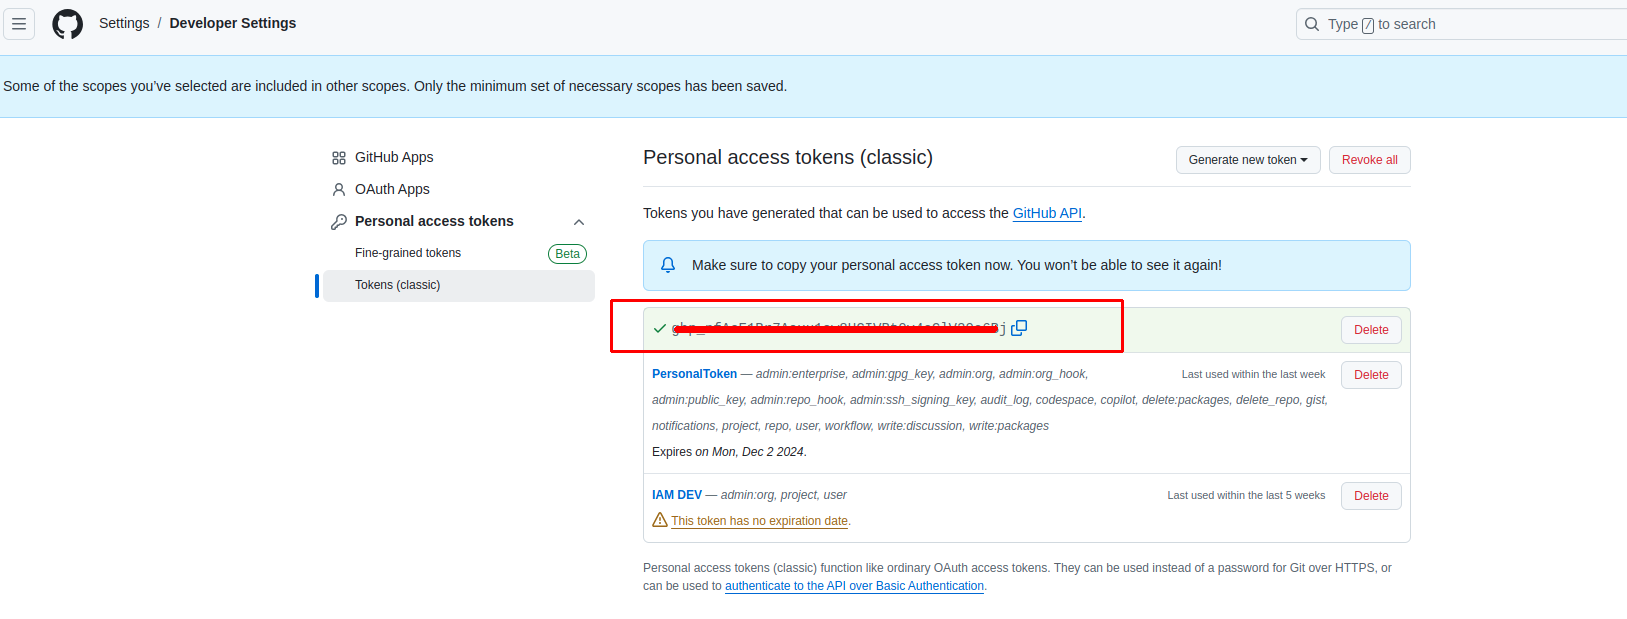 Settings / Developer Settings
Type / to search
Some of the scopes you've selected are included in other scopes. Only the minimum set of necessary scopes has been saved.
GitHub Apps
OAuth Apps
Personal access tokens
Fine-grained tokens Beta
Tokens (classic)
Personal access tokens (classic)
Generate new token
Revoke all
Tokens you have generated that can be used to access the GitHub API.
Make sure to copy your personal access token now. You won't be able to see it again!
Delete
PersonalToken — admin:enterprise, admin:gpg_key, admin:org, admin:org_hook,
Last used within the last week
Delete
admin:public_key, admin:repo_hook, admin:ssh_signing_key, audit_log, codespace, copilot, delete:packages, delete_repo, gist,
notifications, project, repo, user, workflow, write:discussion, write:packages
Expires on Mon, Dec 2 2024.
IAM DEV — admin:org, project, user
Last used within the last 5 weeks
Delete
This token has no expiration date.
Personal access tokens (classic) function like ordinary OAuth access tokens. They can be used instead of a password for Git over HTTPS, or
can be used to authenticate to the API over Basic Authentication.